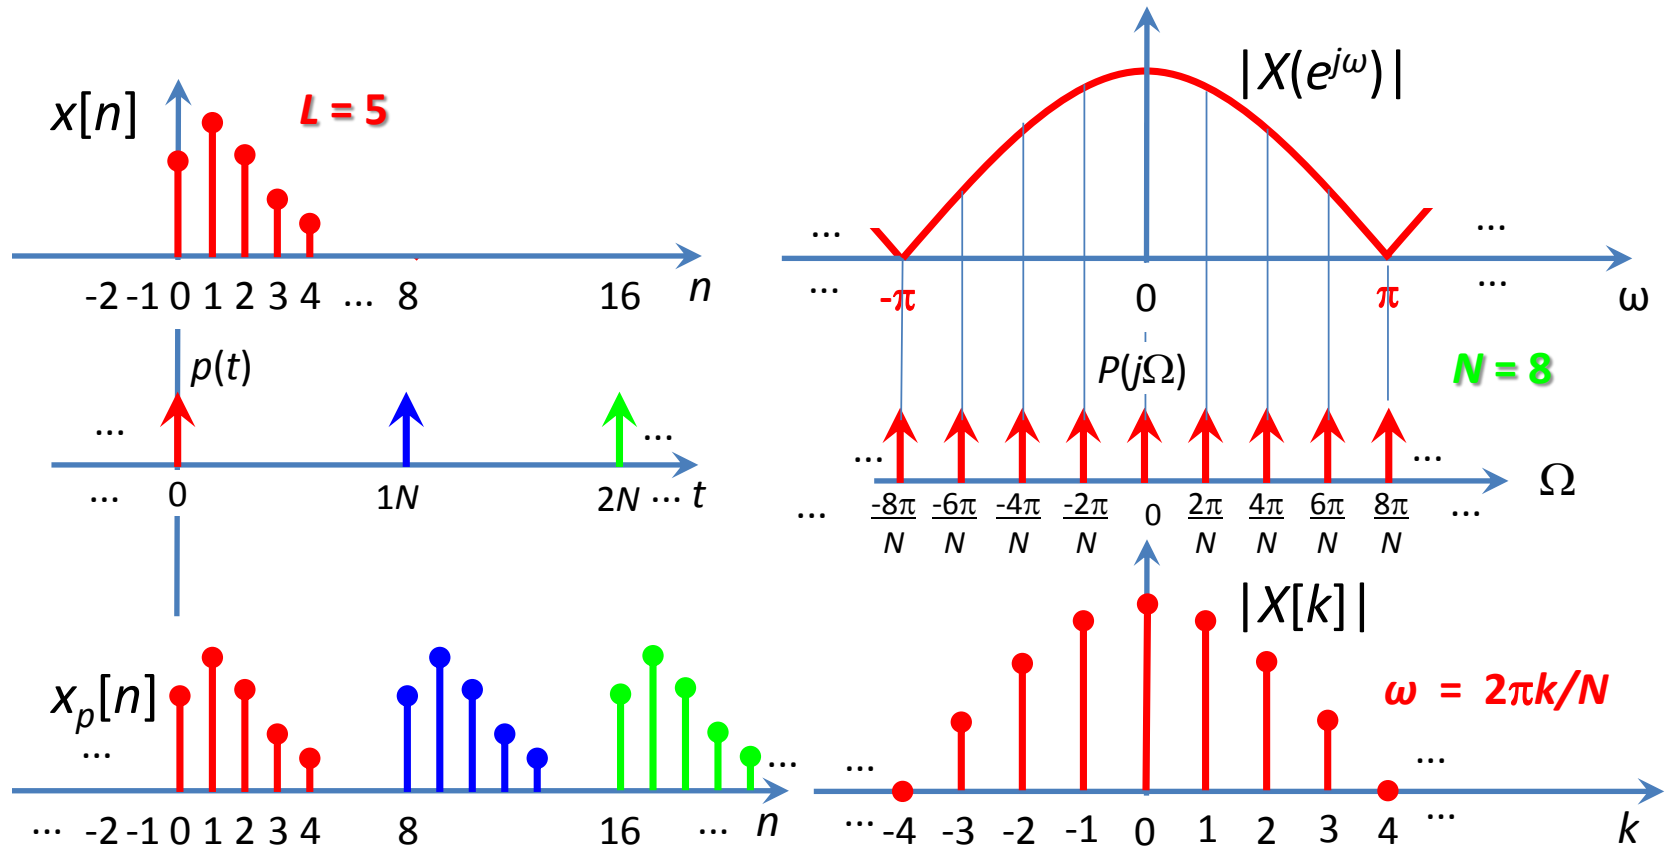 x[n]
L = 5
-2 -1 0 1 2 3 4 ... 8 16 n
p(t)
... ...
... 0 1N 2N ... t
xₚ[n]
... ...
... -2 -1 0 1 2 3 4 8 16 ... n
|X(e^{jω})|
... ...
... -π 0 π ... ω
P(jΩ)
N = 8
... ... Ω
... -8π/N -6π/N -4π/N -2π/N 0 2π/N 4π/N 6π/N 8π/N ...
|X[k]|
ω = 2πk/N
... ...
... -4 -3 -2 -1 0 1 2 3 4 ... k